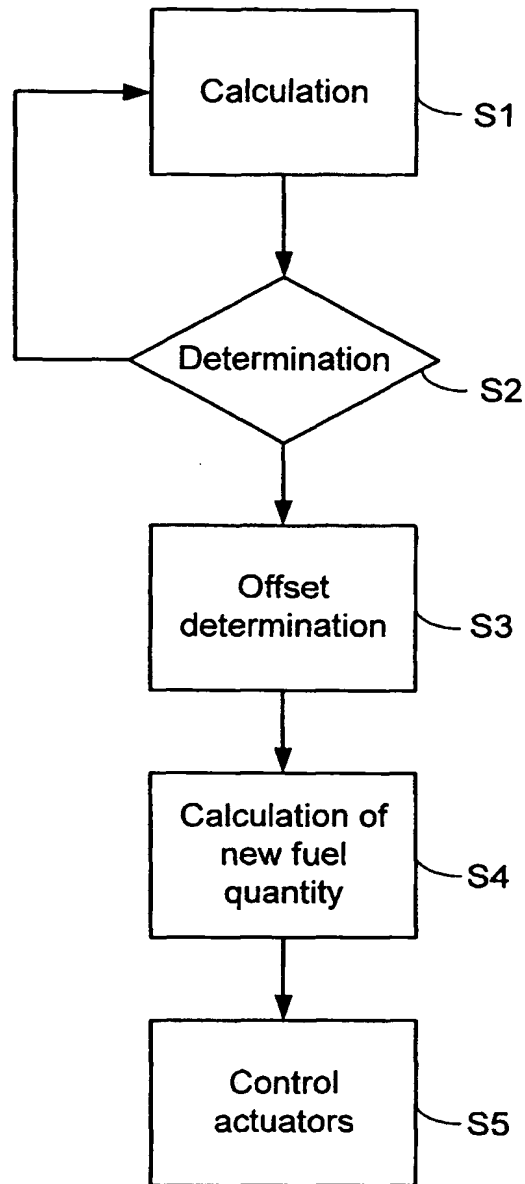 Calculation
S1
Determination
S2
Offset
determination
S3
Calculation of
new fuel
quantity
S4
Control
actuators
S5